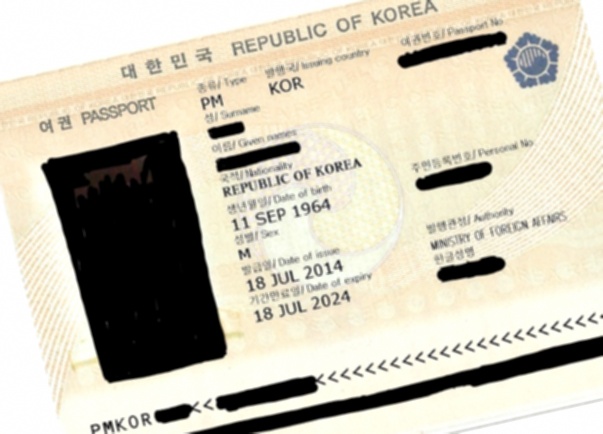 대한민국 REPUBLIC OF KOREA
여권 PASSPORT
종류/ Type 발행국/ Issuing country 여권번호/ Passport No.
PM KOR
성/ Surname
이름/ Given names
국적/ Nationality
REPUBLIC OF KOREA
생년월일/ Date of birth 주민등록번호/ Personal No.
11 SEP 1964
성별/ Sex
M
발급일/ Date of issue 발행관청/ Authority
18 JUL 2014 MINISTRY OF FOREIGN AFFAIRS
기간만료일/ Date of expiry 한글성명
18 JUL 2024
PMKOR <<<<<<<<<<<<<<<<<<<<<<<<<<